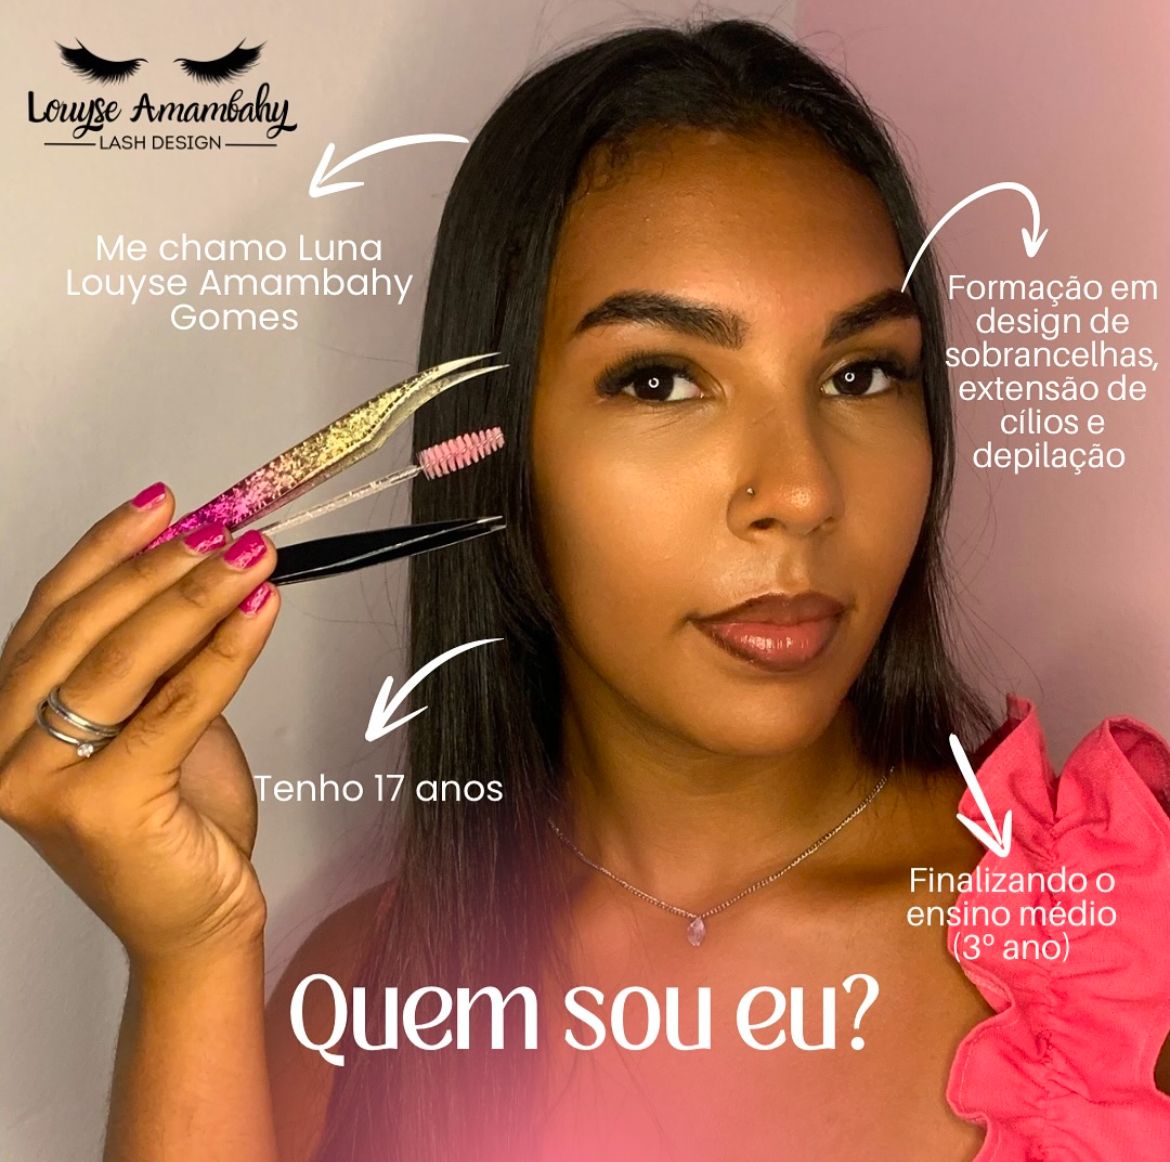 Louyse Amambahy
LASH DESIGN
Me chamo Luna
Louyse Amambahy
Gomes
Formação em
design de
sobrancelhas,
extensão de
cílios e
depilação
Tenho 17 anos
Finalizando o
ensino médio
(3º ano)
Quem sou eu?